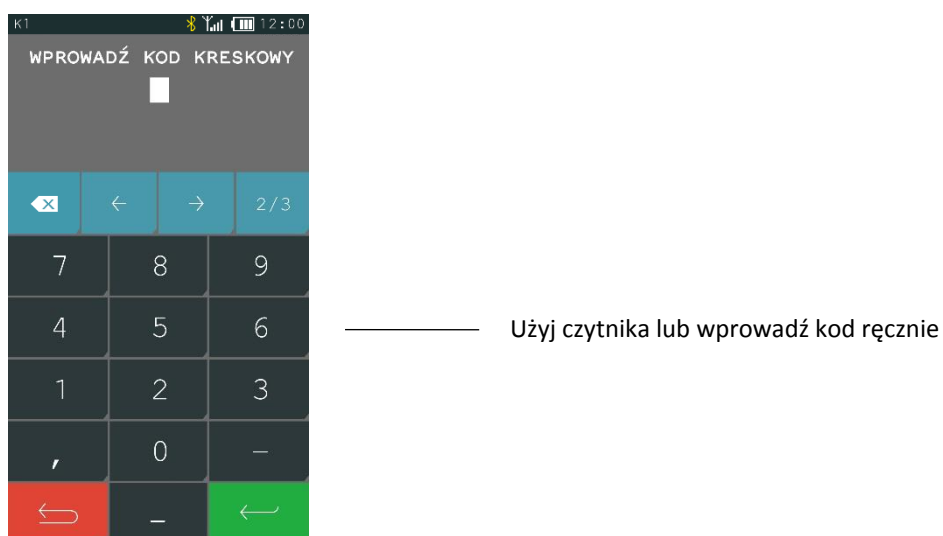 K1 12:00
WPROWADŹ KOD KRESKOWY
← → 2/3
7 8 9
4 5 6
Użyj czytnika lub wprowadź kod ręcznie
1 2 3
, 0 –
_